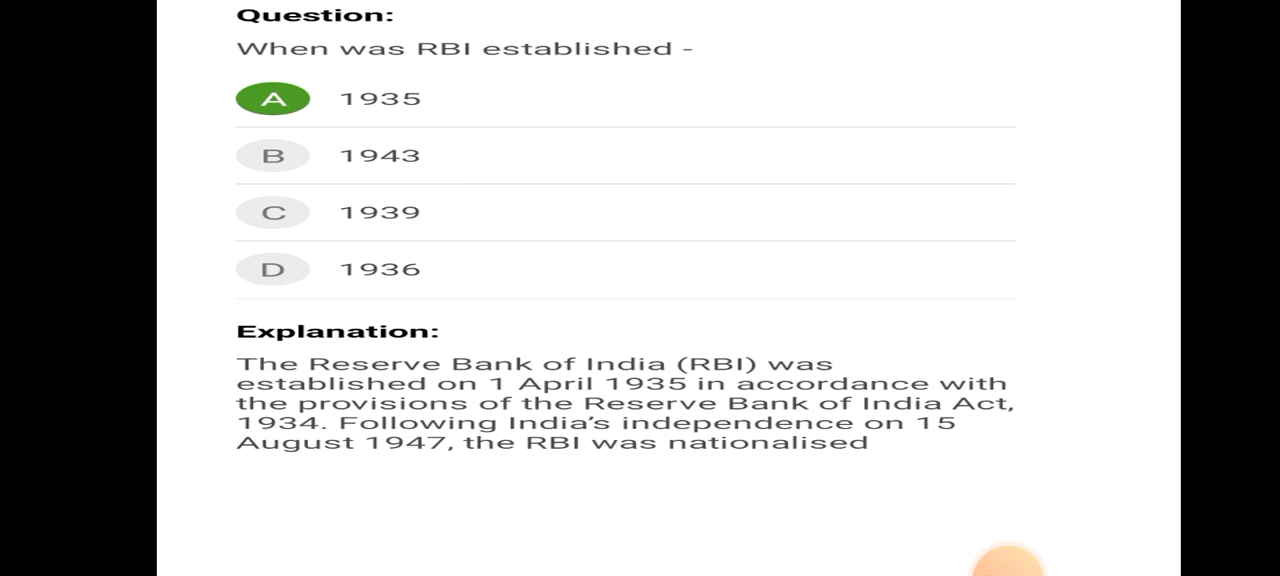 Question:
When was RBI established -
A 1935
B 1943
C 1939
D 1936
Explanation:
The Reserve Bank of India (RBI) was
established on 1 April 1935 in accordance with
the provisions of the Reserve Bank of India Act,
1934. Following India’s independence on 15
August 1947, the RBI was nationalised